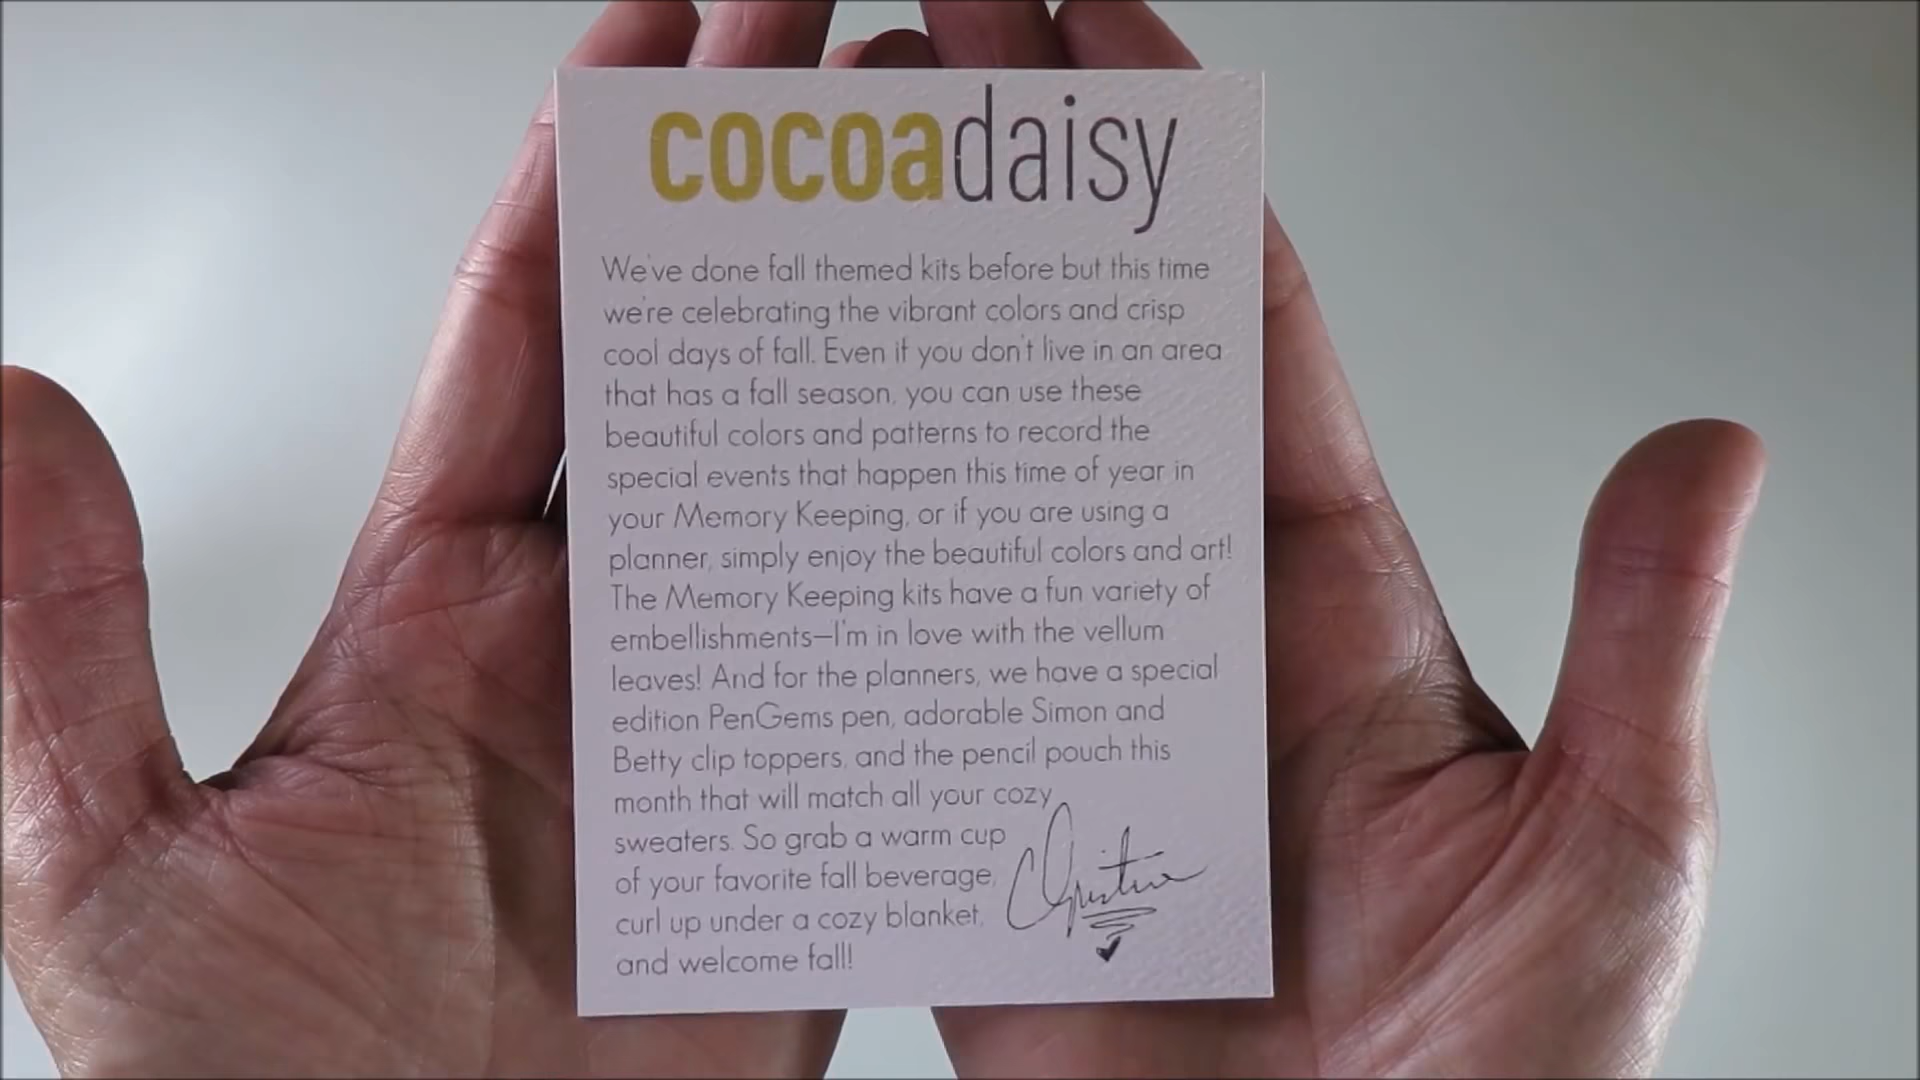 cocoadaisy
We've done fall themed kits before but this time
we're celebrating the vibrant colors and crisp
cool days of fall. Even if you don't live in an area
that has a fall season, you can use these
beautiful colors and patterns to record the
special events that happen this time of year in
your Memory Keeping, or if you are using a
planner, simply enjoy the beautiful colors and art!
The Memory Keeping kits have a fun variety of
embellishments—I'm in love with the vellum
leaves! And for the planners, we have a special
edition PenGems pen, adorable Simon and
Betty clip toppers, and the pencil pouch this
month that will match all your cozy
sweaters. So grab a warm cup
of your favorite fall beverage,
curl up under a cozy blanket,
and welcome fall!
Christine